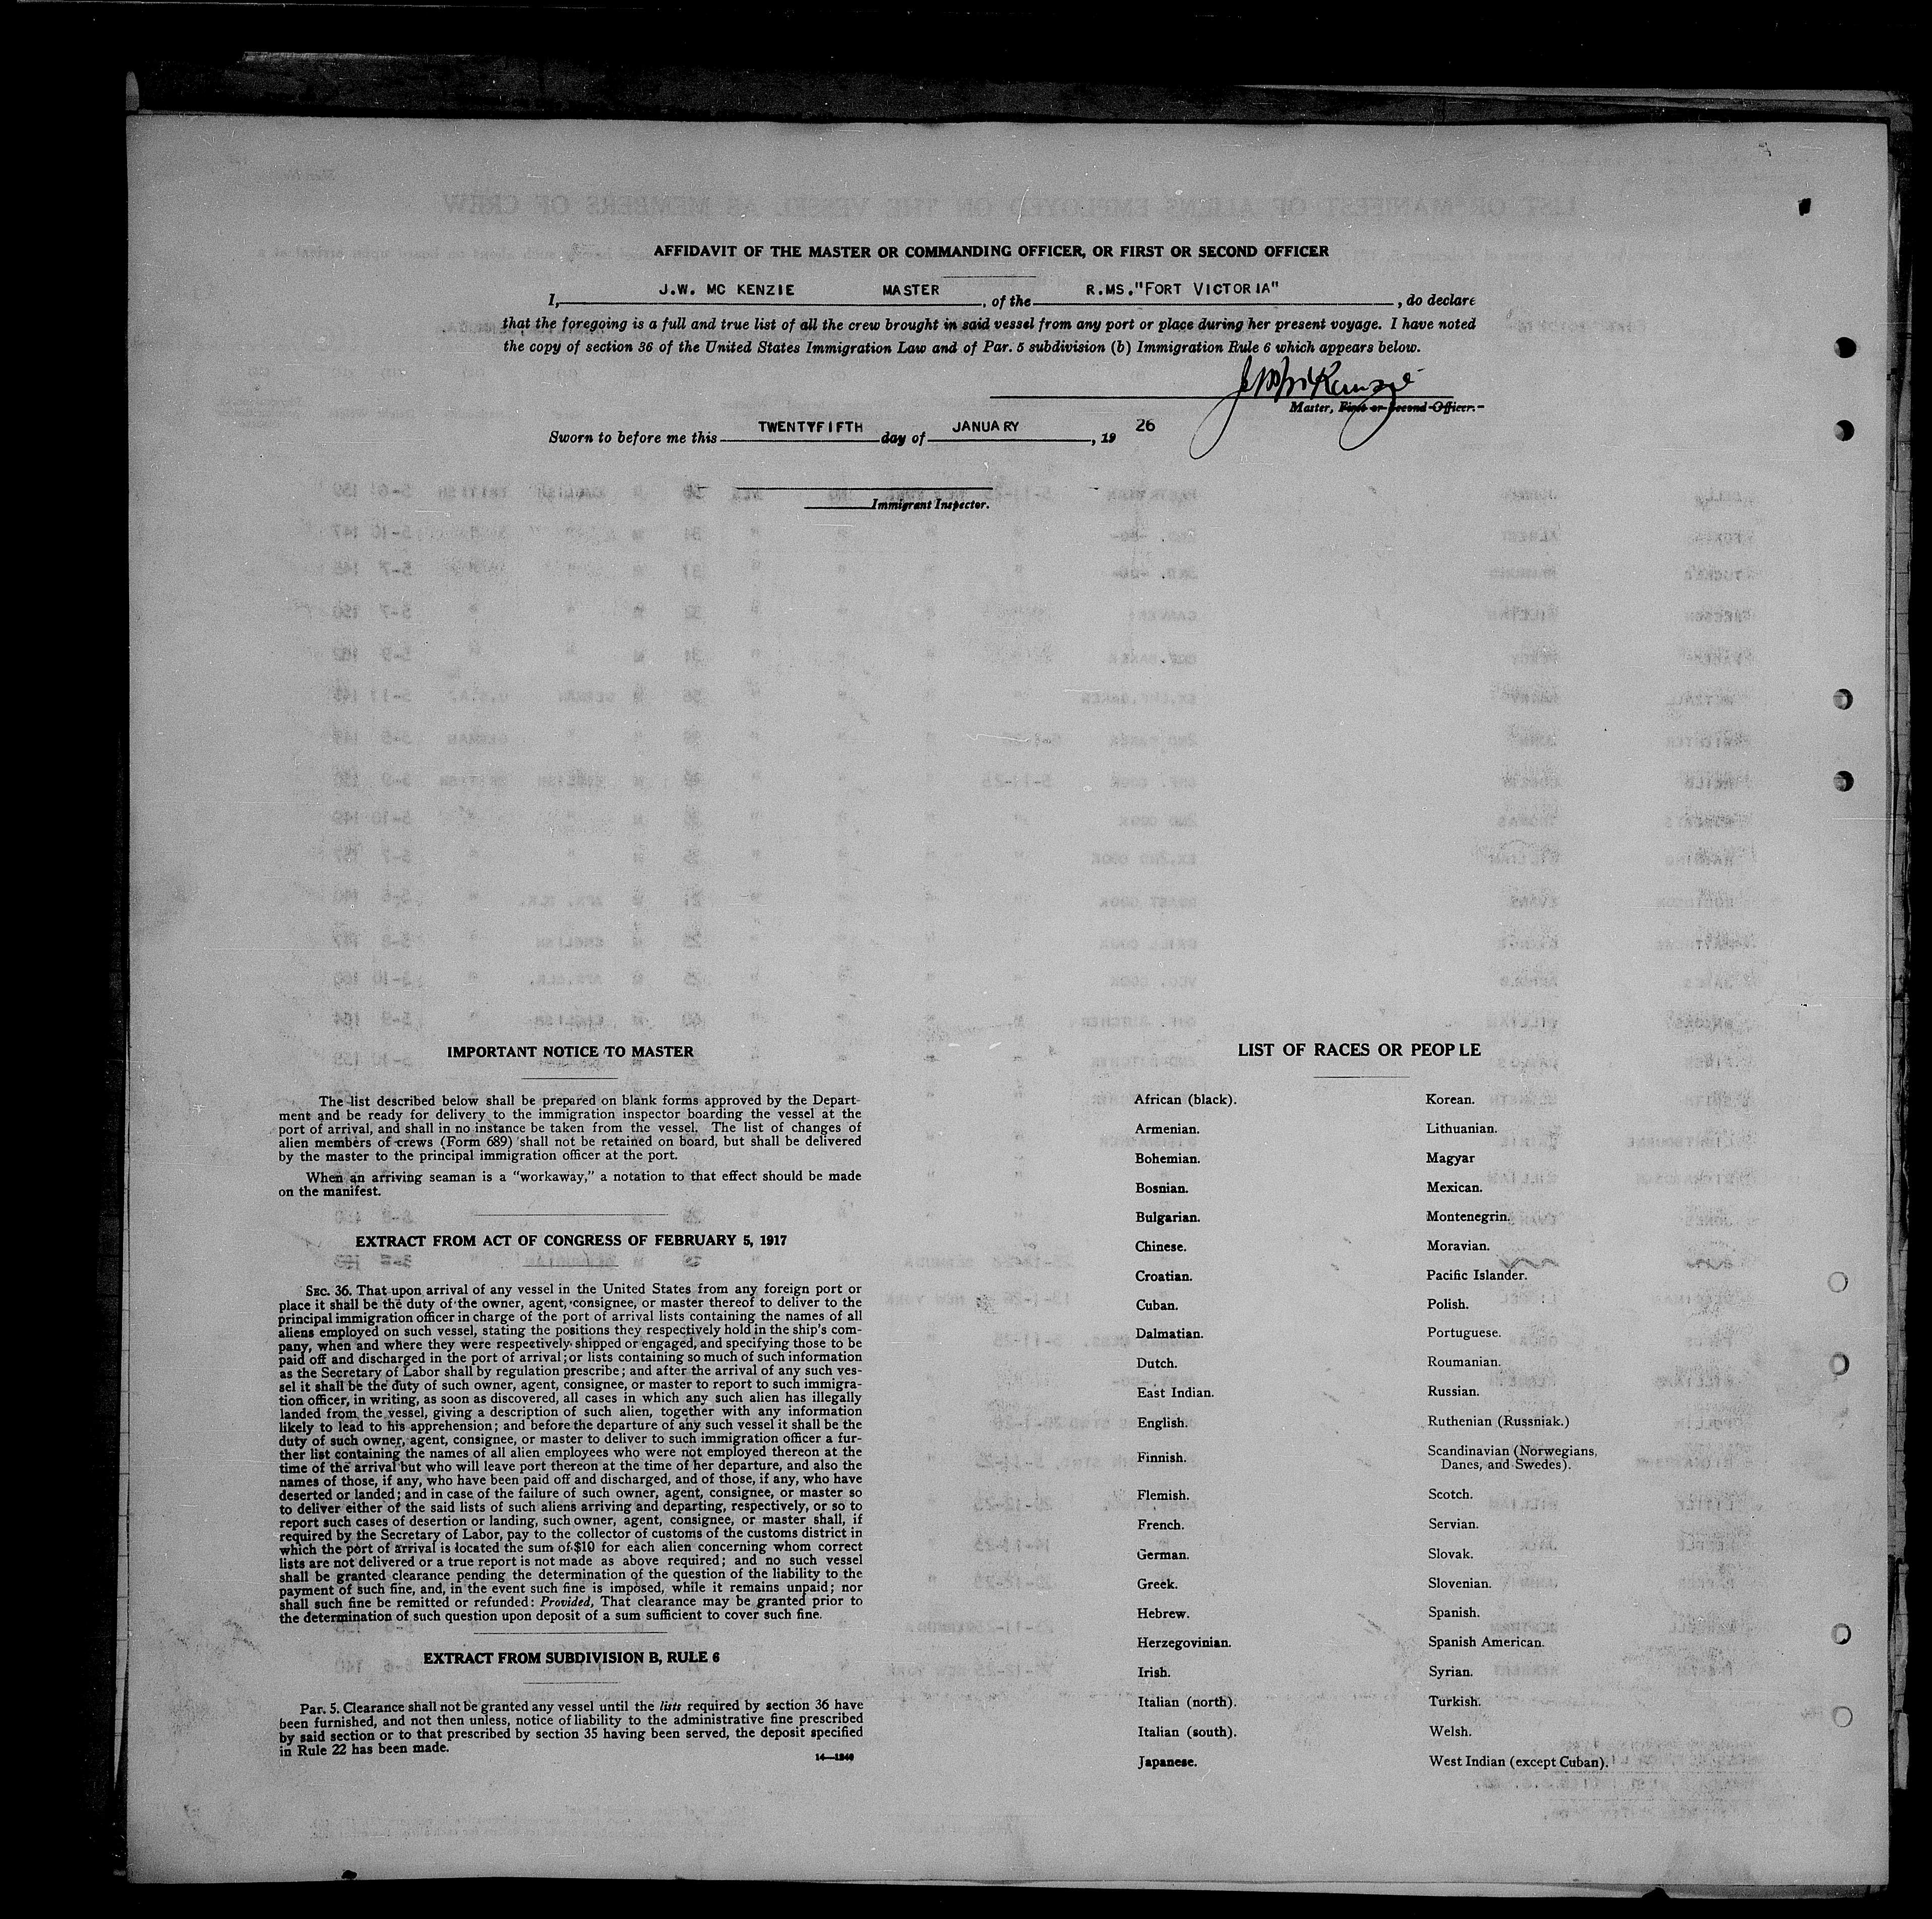 LIST OR MANIFEST OF ALIENS EMPLOYED ON THE VESSEL AS MEMBERS OF CREW
AFFIDAVIT OF THE MASTER OR COMMANDING OFFICER, OR FIRST OR SECOND OFFICER
I, J.W. MC KENZIE MASTER, of the R.MS."FORT VICTORIA", do declare
that the foregoing is a full and true list of all the crew brought in said vessel from any port or place during her present voyage. I have noted
the copy of section 36 of the United States Immigration Law and of Par. 5 subdivision (b) Immigration Rule 6 which appears below.
JW McKenzie
Master, First or Second Officer.
Sworn to before me this TWENTYFIFTH day of JANUARY, 19 26
Immigrant Inspector.
IMPORTANT NOTICE TO MASTER
The list described below shall be prepared on blank forms approved by the Depart-
ment and be ready for delivery to the immigration inspector boarding the vessel at the
port of arrival, and shall in no instance be taken from the vessel. The list of changes of
alien members of crews (Form 689) shall not be retained on board, but shall be delivered
by the master to the principal immigration officer at the port.
When an arriving seaman is a "workaway," a notation to that effect should be made
on the manifest.
EXTRACT FROM ACT OF CONGRESS OF FEBRUARY 5, 1917
SEC. 36. That upon arrival of any vessel in the United States from any foreign port or
place it shall be the duty of the owner, agent, consignee, or master thereof to deliver to the
principal immigration officer in charge of the port of arrival lists containing the names of all
aliens employed on such vessel, stating the positions they respectively hold in the ship's com-
pany, when and where they were respectively shipped or engaged, and specifying those to be
paid off and discharged in the port of arrival; or lists containing so much of such information
as the Secretary of Labor shall by regulation prescribe; and after the arrival of any such ves-
sel it shall be the duty of such owner, agent, consignee, or master to report to such immigra-
tion officer, in writing, as soon as discovered, all cases in which any such alien has illegally
landed from the vessel, giving a description of such alien, together with any information
likely to lead to his apprehension; and before the departure of any such vessel it shall be the
duty of such owner, agent, consignee, or master to deliver to such immigration officer a fur-
ther list containing the names of all alien employees who were not employed thereon at the
time of the arrival but who will leave port thereon at the time of her departure, and also the
names of those, if any, who have been paid off and discharged, and of those, if any, who have
deserted or landed; and in case of the failure of such owner, agent, consignee, or master so
to deliver either of the said lists of such aliens arriving and departing, respectively, or so to
report such cases of desertion or landing, such owner, agent, consignee, or master shall, if
required by the Secretary of Labor, pay to the collector of customs of the customs district in
which the port of arrival is located the sum of $10 for each alien concerning whom correct
lists are not delivered or a true report is not made as above required; and no such vessel
shall be granted clearance pending the determination of the question of the liability to the
payment of such fine, and, in the event such fine is imposed, while it remains unpaid; nor
shall such fine be remitted or refunded: Provided, That clearance may be granted prior to
the determination of such question upon deposit of a sum sufficient to cover such fine.
EXTRACT FROM SUBDIVISION B, RULE 6
Par. 5. Clearance shall not be granted any vessel until the lists required by section 36 have
been furnished, and not then unless, notice of liability to the administrative fine prescribed
by said section or to that prescribed by section 35 having been served, the deposit specified
in Rule 22 has been made.
14—1240
LIST OF RACES OR PEOPLE
African (black).
Armenian.
Bohemian.
Bosnian.
Bulgarian.
Chinese.
Croatian.
Cuban.
Dalmatian.
Dutch.
East Indian.
English.
Finnish.
Flemish.
French.
German.
Greek.
Hebrew.
Herzegovinian.
Irish.
Italian (north).
Italian (south).
Japanese.
Korean.
Lithuanian.
Magyar
Mexican.
Montenegrin.
Moravian.
Pacific Islander.
Polish.
Portuguese.
Roumanian.
Russian.
Ruthenian (Russniak.)
Scandinavian (Norwegians,
Danes, and Swedes).
Scotch.
Servian.
Slovak.
Slovenian.
Spanish.
Spanish American.
Syrian.
Turkish.
Welsh.
West Indian (except Cuban).